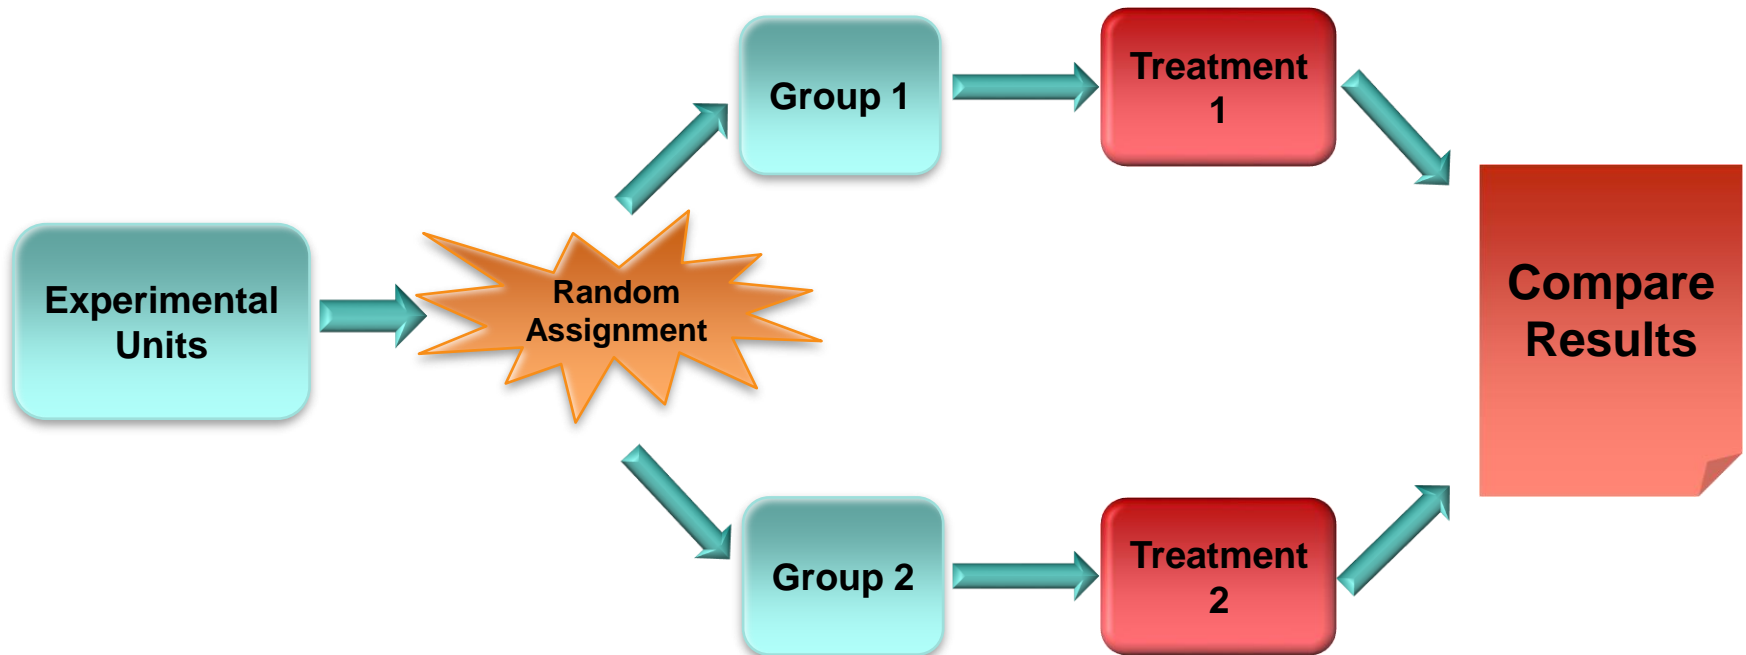 Experimental
Units
Random
Assignment
Group 1
Treatment
1
Group 2
Treatment
2
Compare
Results